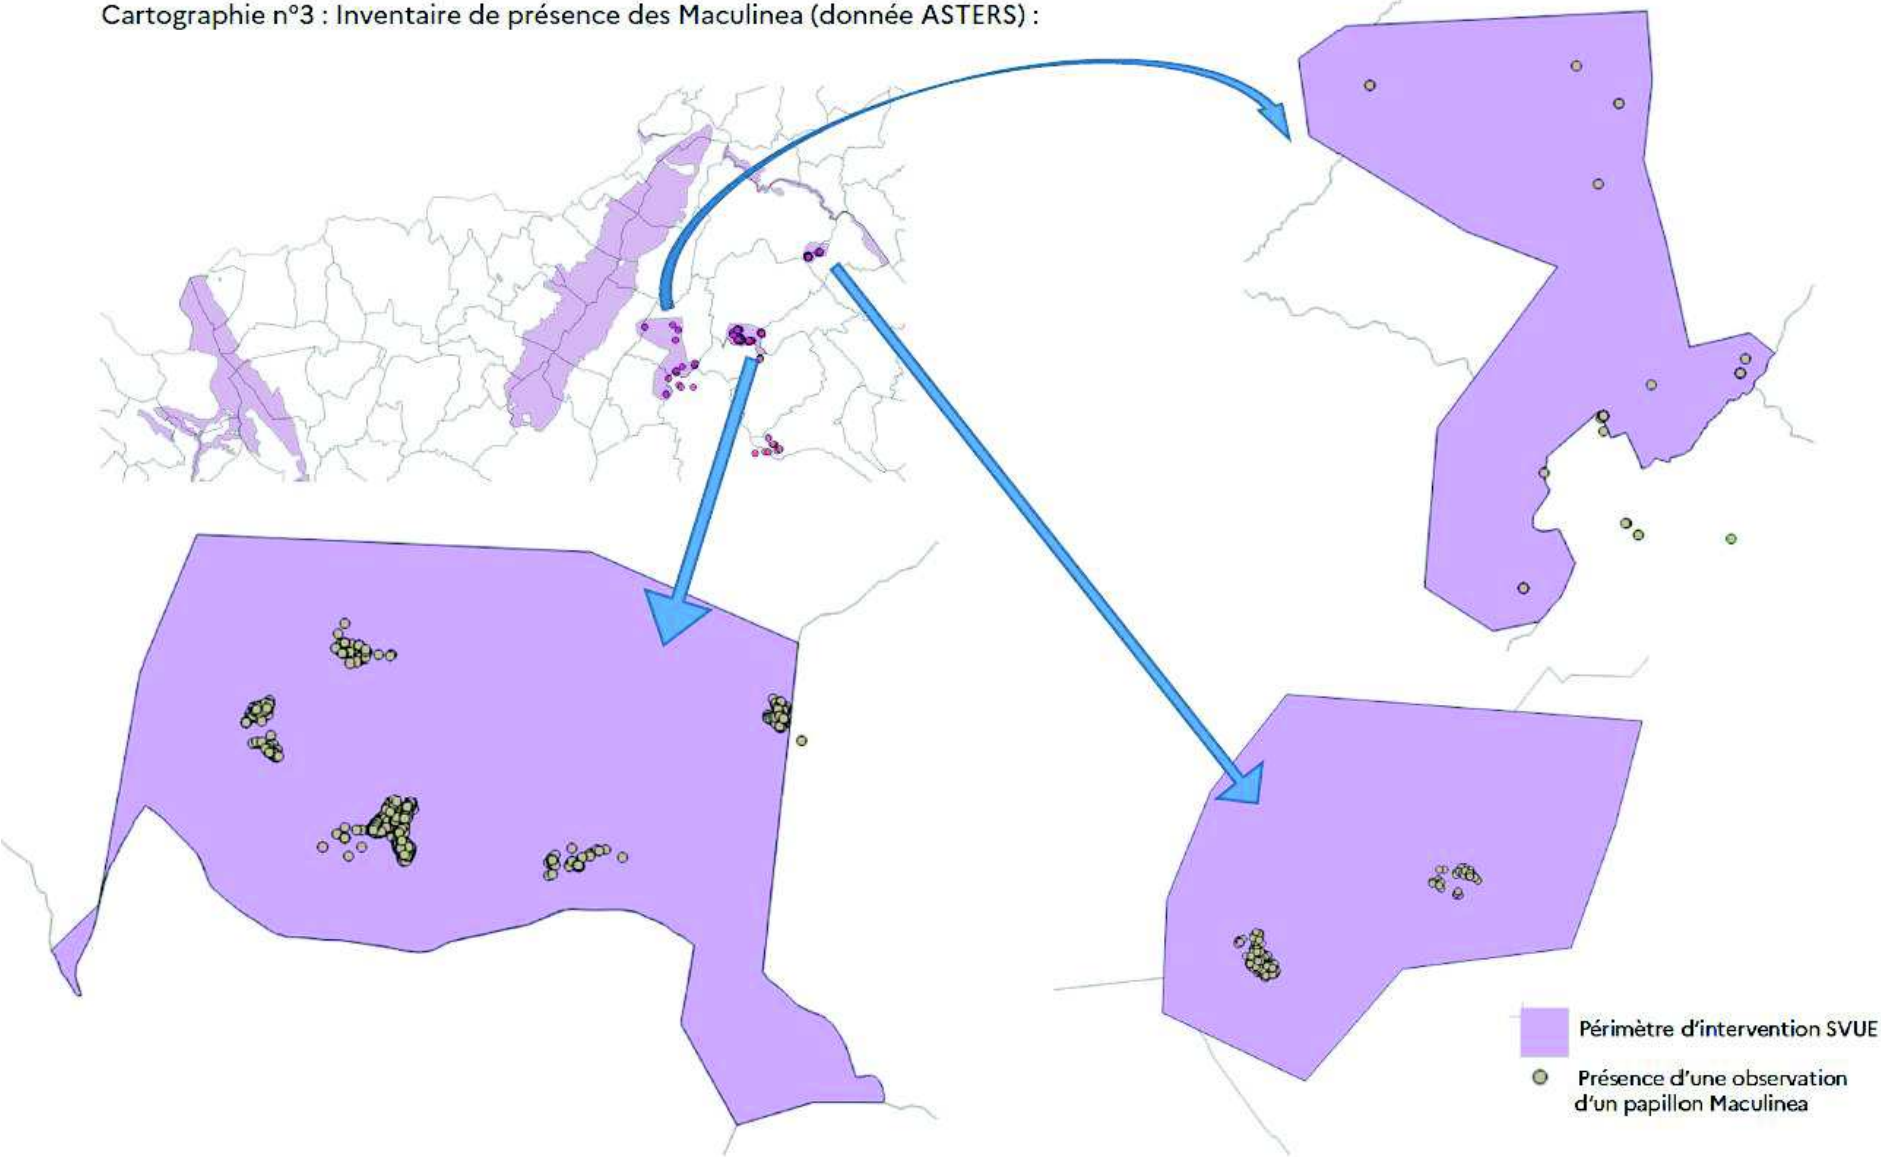 Cartographie n°3 : Inventaire de présence des Maculinea (donnée ASTERS) :
Périmètre d'intervention SVUE
Présence d'une observation
d'un papillon Maculinea